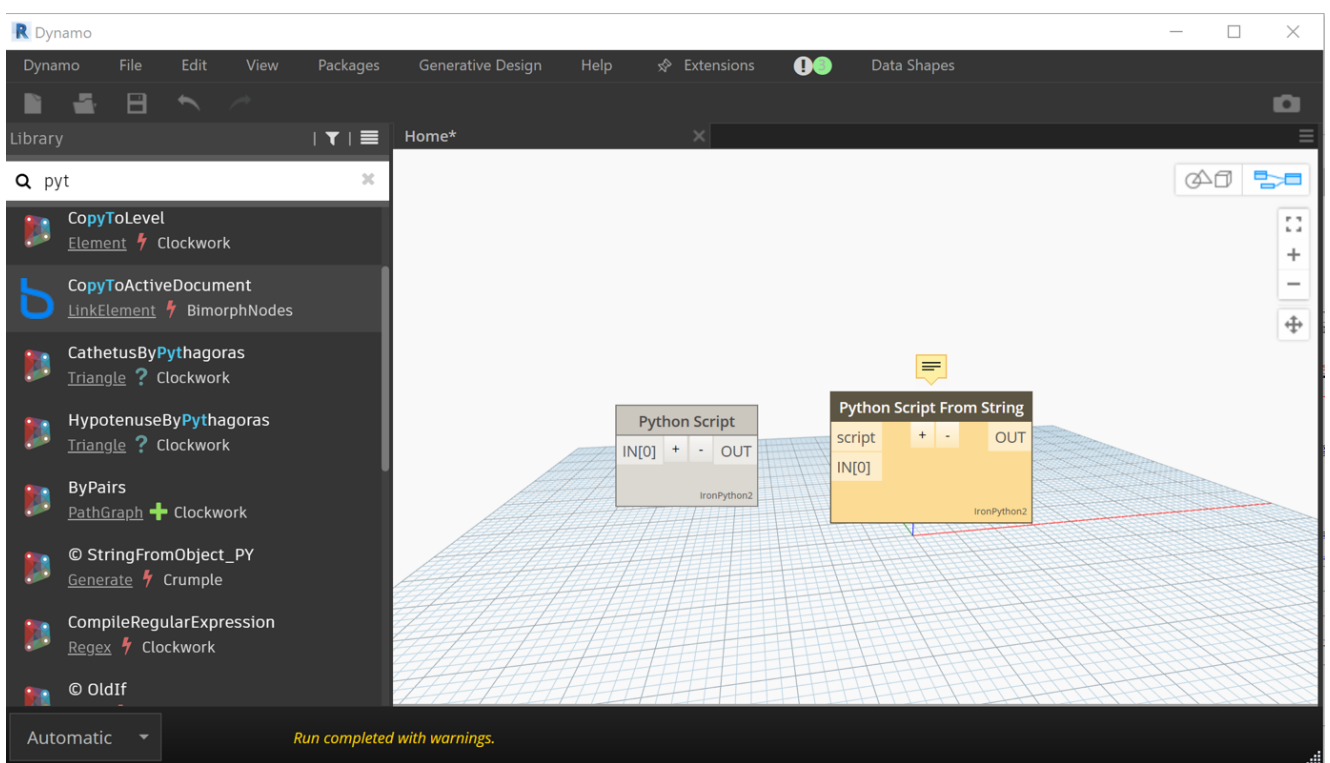 R Dynamo
Dynamo File Edit View Packages Generative Design Help Extensions ! 3 Data Shapes
Library
Home*
pyt
CopyToLevel
Element Clockwork
CopyToActiveDocument
LinkElement BimorphNodes
CathetusByPythagoras
Triangle ? Clockwork
HypotenuseByPythagoras
Triangle ? Clockwork
ByPairs
PathGraph Clockwork
© StringFromObject_PY
Generate Crumple
CompileRegularExpression
Regex Clockwork
© OldIf
Python Script
IN[0] + - OUT
IronPython2
Python Script From String
script + - OUT
IN[0]
IronPython2
Automatic
Run completed with warnings.